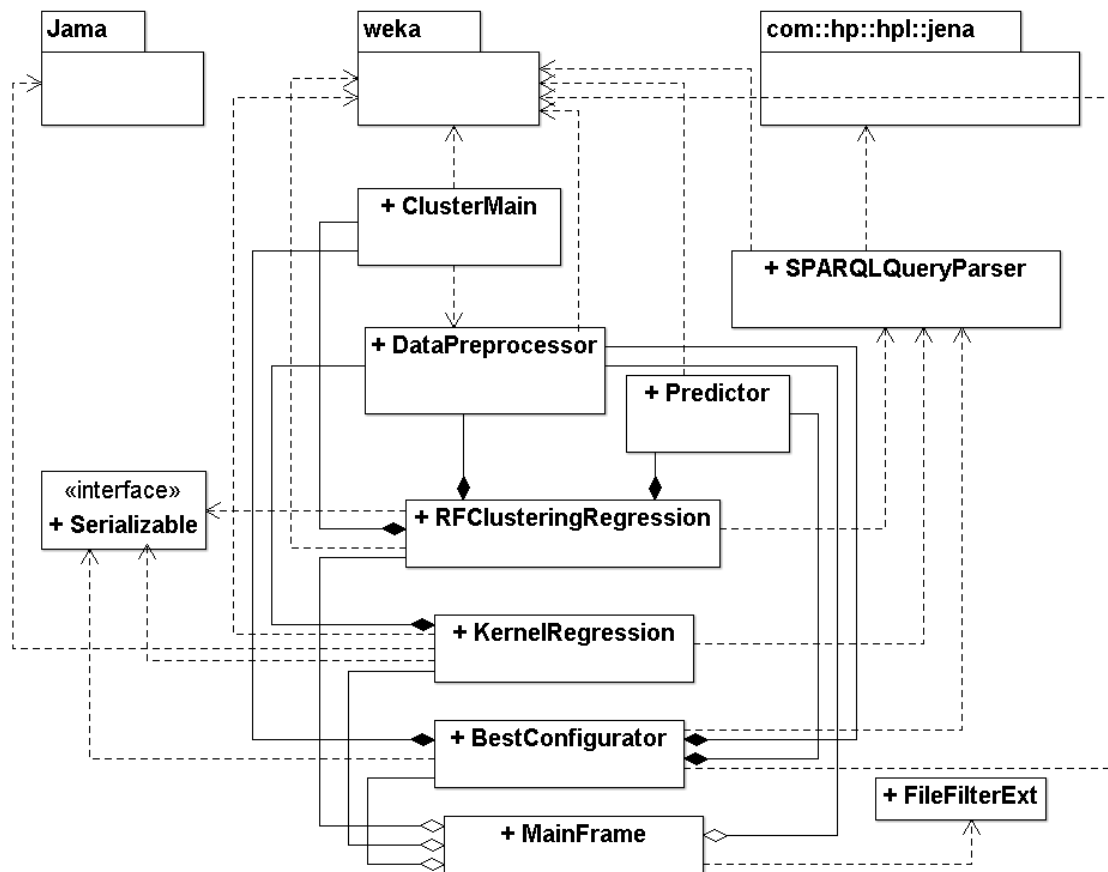 Jama
weka
com::hp::hpl::jena
+ ClusterMain
+ SPARQLQueryParser
+ DataPreprocessor
+ Predictor
«interface»
+ Serializable
+ RFClusteringRegression
+ KernelRegression
+ BestConfigurator
+ FileFilterExt
+ MainFrame